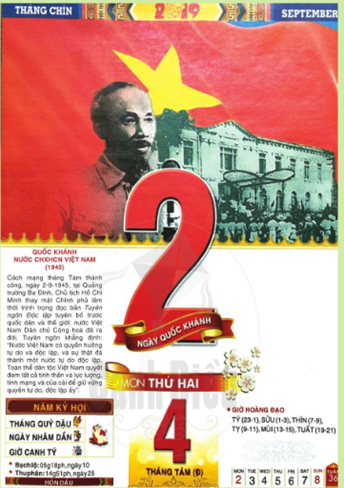 THÁNG CHÍN 2019 SEPTEMBER
2
NGÀY QUỐC KHÁNH
QUỐC KHÁNH
NƯỚC CHXHCN VIỆT NAM
(1945)
Cách mạng tháng Tám thành
công, ngày 2-9-1945, tại Quảng
trường Ba Đình, Chủ tịch Hồ Chí
Minh thay mặt Chính phủ lâm
thời trịnh trọng đọc bản Tuyên
ngôn độc lập tuyên bố trước
quốc dân và thế giới: nước Việt
Nam Dân chủ Cộng hoà đã ra
đời. Tuyên ngôn khẳng định:
"Nước Việt Nam có quyền hưởng
tự do và độc lập, và sự thật đã
thành một nước tự do độc lập.
Toàn thể dân tộc Việt Nam quyết
đem tất cả tinh thần và lực lượng,
tính mạng và của cải để giữ vững
quyền tự do, độc lập ấy".
MON THỨ HAI
NĂM KỶ HỢI
THÁNG QUÝ DẬU
NGÀY NHÂM DẦN
GIỜ CANH TÝ
• Bạch lộ: 05g18ph, ngày 10
• Thu phân: 14g51ph, ngày 25
4
THÁNG TÁM (Đ)
• GIỜ HOÀNG ĐẠO
TÝ (23-1), SỬU (1-3), THÌN (7-9),
TỴ (9-11), MÙI (13-15), TUẤT (19-21)
MON TUE WED THU FRI SAT SUN TUẦN
2 3 4 5 6 7 8 36
Cánh Diều